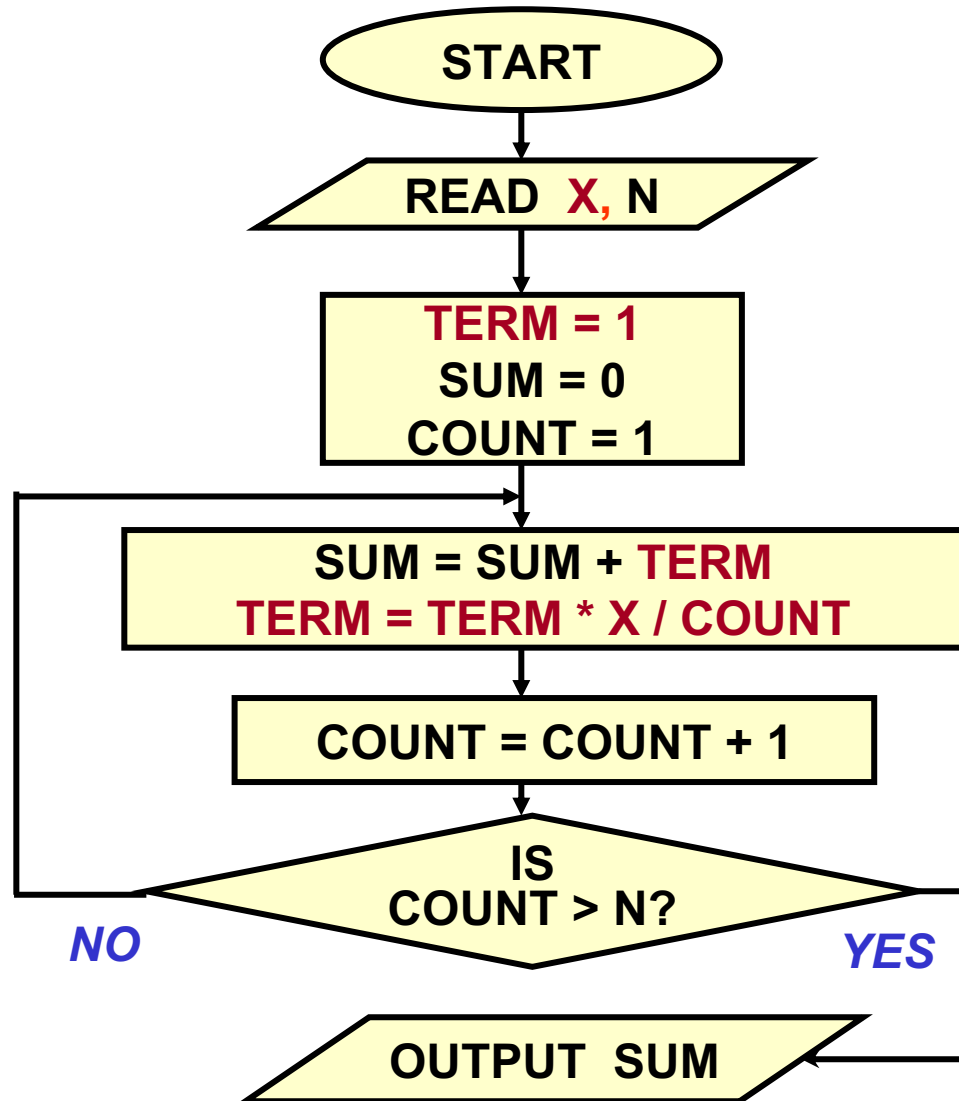 START
READ X, N
TERM = 1
SUM = 0
COUNT = 1
SUM = SUM + TERM
TERM = TERM * X / COUNT
COUNT = COUNT + 1
IS
COUNT > N?
NO
YES
OUTPUT SUM